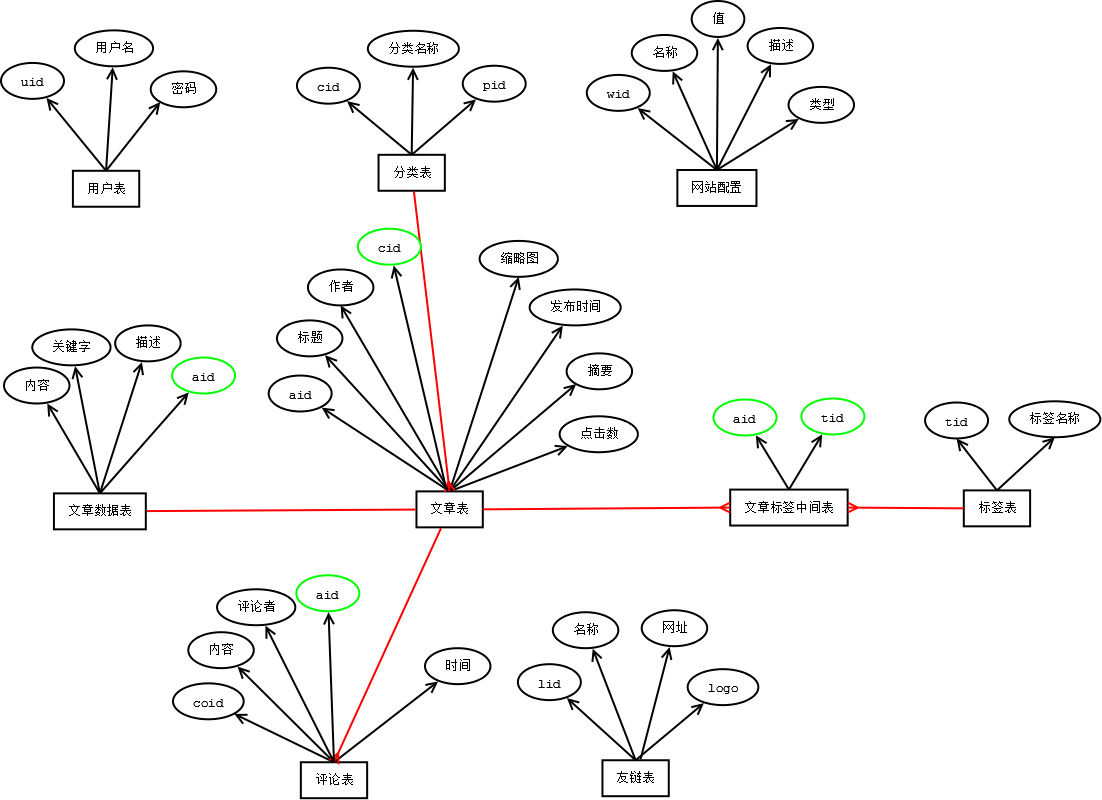 用户名
uid
密码
用户表
分类名称
cid
pid
分类表
值
名称
描述
wid
类型
网站配置
cid
缩略图
作者
发布时间
标题
摘要
aid
点击数
文章表
关键字
描述
内容
aid
文章数据表
aid
tid
文章标签中间表
tid
标签名称
标签表
评论者
aid
内容
时间
coid
评论表
名称
网址
lid
logo
友链表